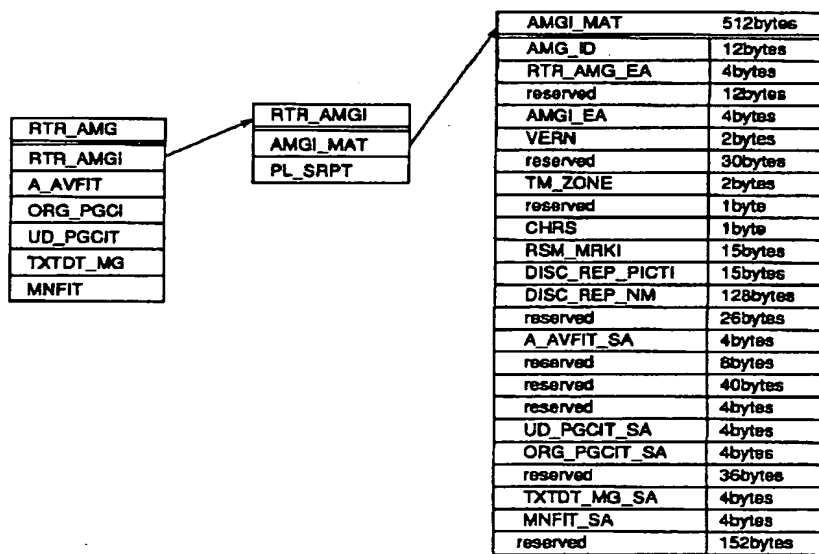 RTR_AMG
RTR_AMGI
A_AVFIT
ORG_PGCI
UD_PGCIT
TXTDT_MG
MNFIT
RTR_AMGI
AMGI_MAT
PL_SRPT
AMGI_MAT 512bytes
AMG_ID 12bytes
RTR_AMG_EA 4bytes
reserved 12bytes
AMGI_EA 4bytes
VERN 2bytes
reserved 30bytes
TM_ZONE 2bytes
reserved 1byte
CHRS 1byte
RSM_MRKI 15bytes
DISC_REP_PICTI 15bytes
DISC_REP_NM 128bytes
reserved 26bytes
A_AVFIT_SA 4bytes
reserved 8bytes
reserved 40bytes
reserved 4bytes
UD_PGCIT_SA 4bytes
ORG_PGCIT_SA 4bytes
reserved 36bytes
TXTDT_MG_SA 4bytes
MNFIT_SA 4bytes
reserved 152bytes